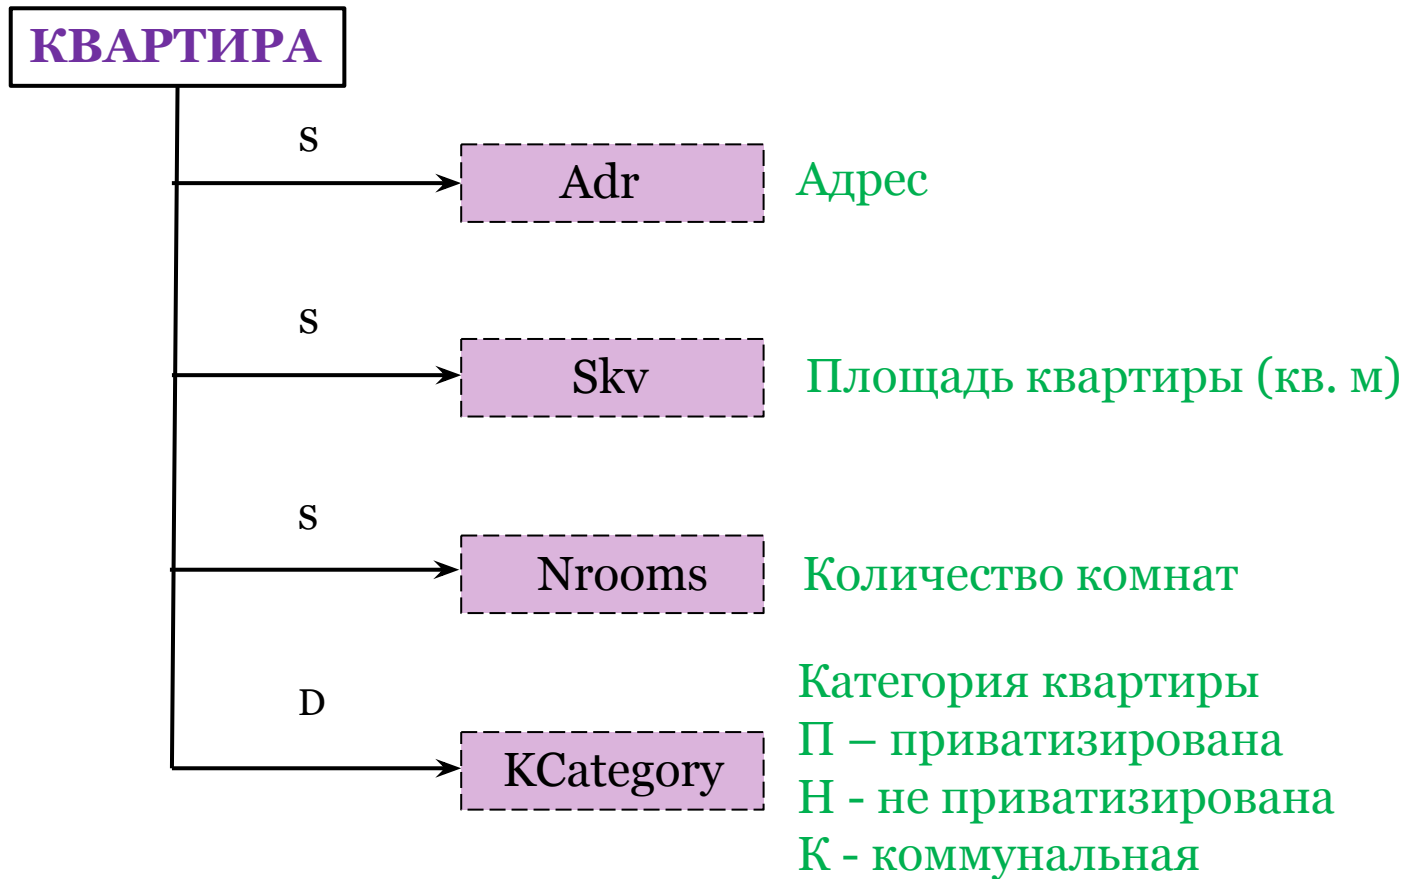 КВАРТИРА
S
Adr
Адрес
S
Skv
Площадь квартиры (кв. м)
S
Nrooms
Количество комнат
D
KCategory
Категория квартиры
П – приватизирована
Н - не приватизирована
К - коммунальная